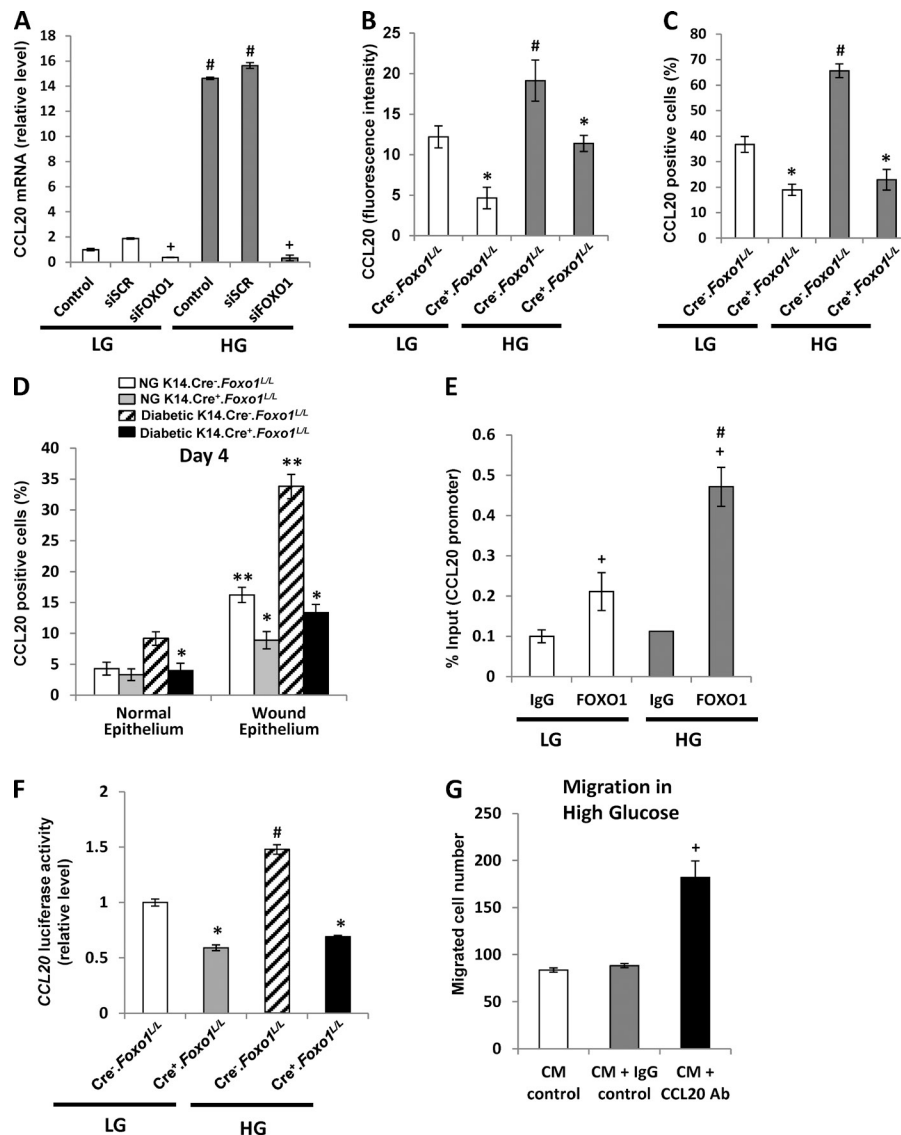 A
CCL20 mRNA (relative level)
18
16
14
12
10
8
6
4
2
0
+
#
#
+
Control
siSCR
siFOXO1
Control
siSCR
siFOXO1
LG
HG
B
CCL20 (fluorescence intensity)
25
20
15
10
5
0
*
#
*
Cre⁻.Foxo1ᴸ/ᴸ
Cre⁺.Foxo1ᴸ/ᴸ
Cre⁻.Foxo1ᴸ/ᴸ
Cre⁺.Foxo1ᴸ/ᴸ
LG
HG
C
CCL20 positive cells (%)
80
70
60
50
40
30
20
10
0
*
#
*
Cre⁻.Foxo1ᴸ/ᴸ
Cre⁺.Foxo1ᴸ/ᴸ
Cre⁻.Foxo1ᴸ/ᴸ
Cre⁺.Foxo1ᴸ/ᴸ
LG
HG
D
NG K14.Cre⁻.Foxo1ᴸ/ᴸ
NG K14.Cre⁺.Foxo1ᴸ/ᴸ
Diabetic K14.Cre⁻.Foxo1ᴸ/ᴸ
Diabetic K14.Cre⁺.Foxo1ᴸ/ᴸ
Day 4
CCL20 positive cells (%)
40
35
30
25
20
15
10
5
0
*
**
*
**
*
Normal
Epithelium
Wound
Epithelium
E
% Input (CCL20 promoter)
0.6
0.5
0.4
0.3
0.2
0.1
0
+
#
+
IgG
FOXO1
IgG
FOXO1
LG
HG
F
CCL20 luciferase activity
(relative level)
2
1.5
1
0.5
0
*
#
*
Cre⁻.Foxo1ᴸ/ᴸ
Cre⁺.Foxo1ᴸ/ᴸ
Cre⁻.Foxo1ᴸ/ᴸ
Cre⁺.Foxo1ᴸ/ᴸ
LG
HG
G
Migration in
High Glucose
Migrated cell number
250
200
150
100
50
0
+
CM
control
CM + IgG
control
CM +
CCL20 Ab